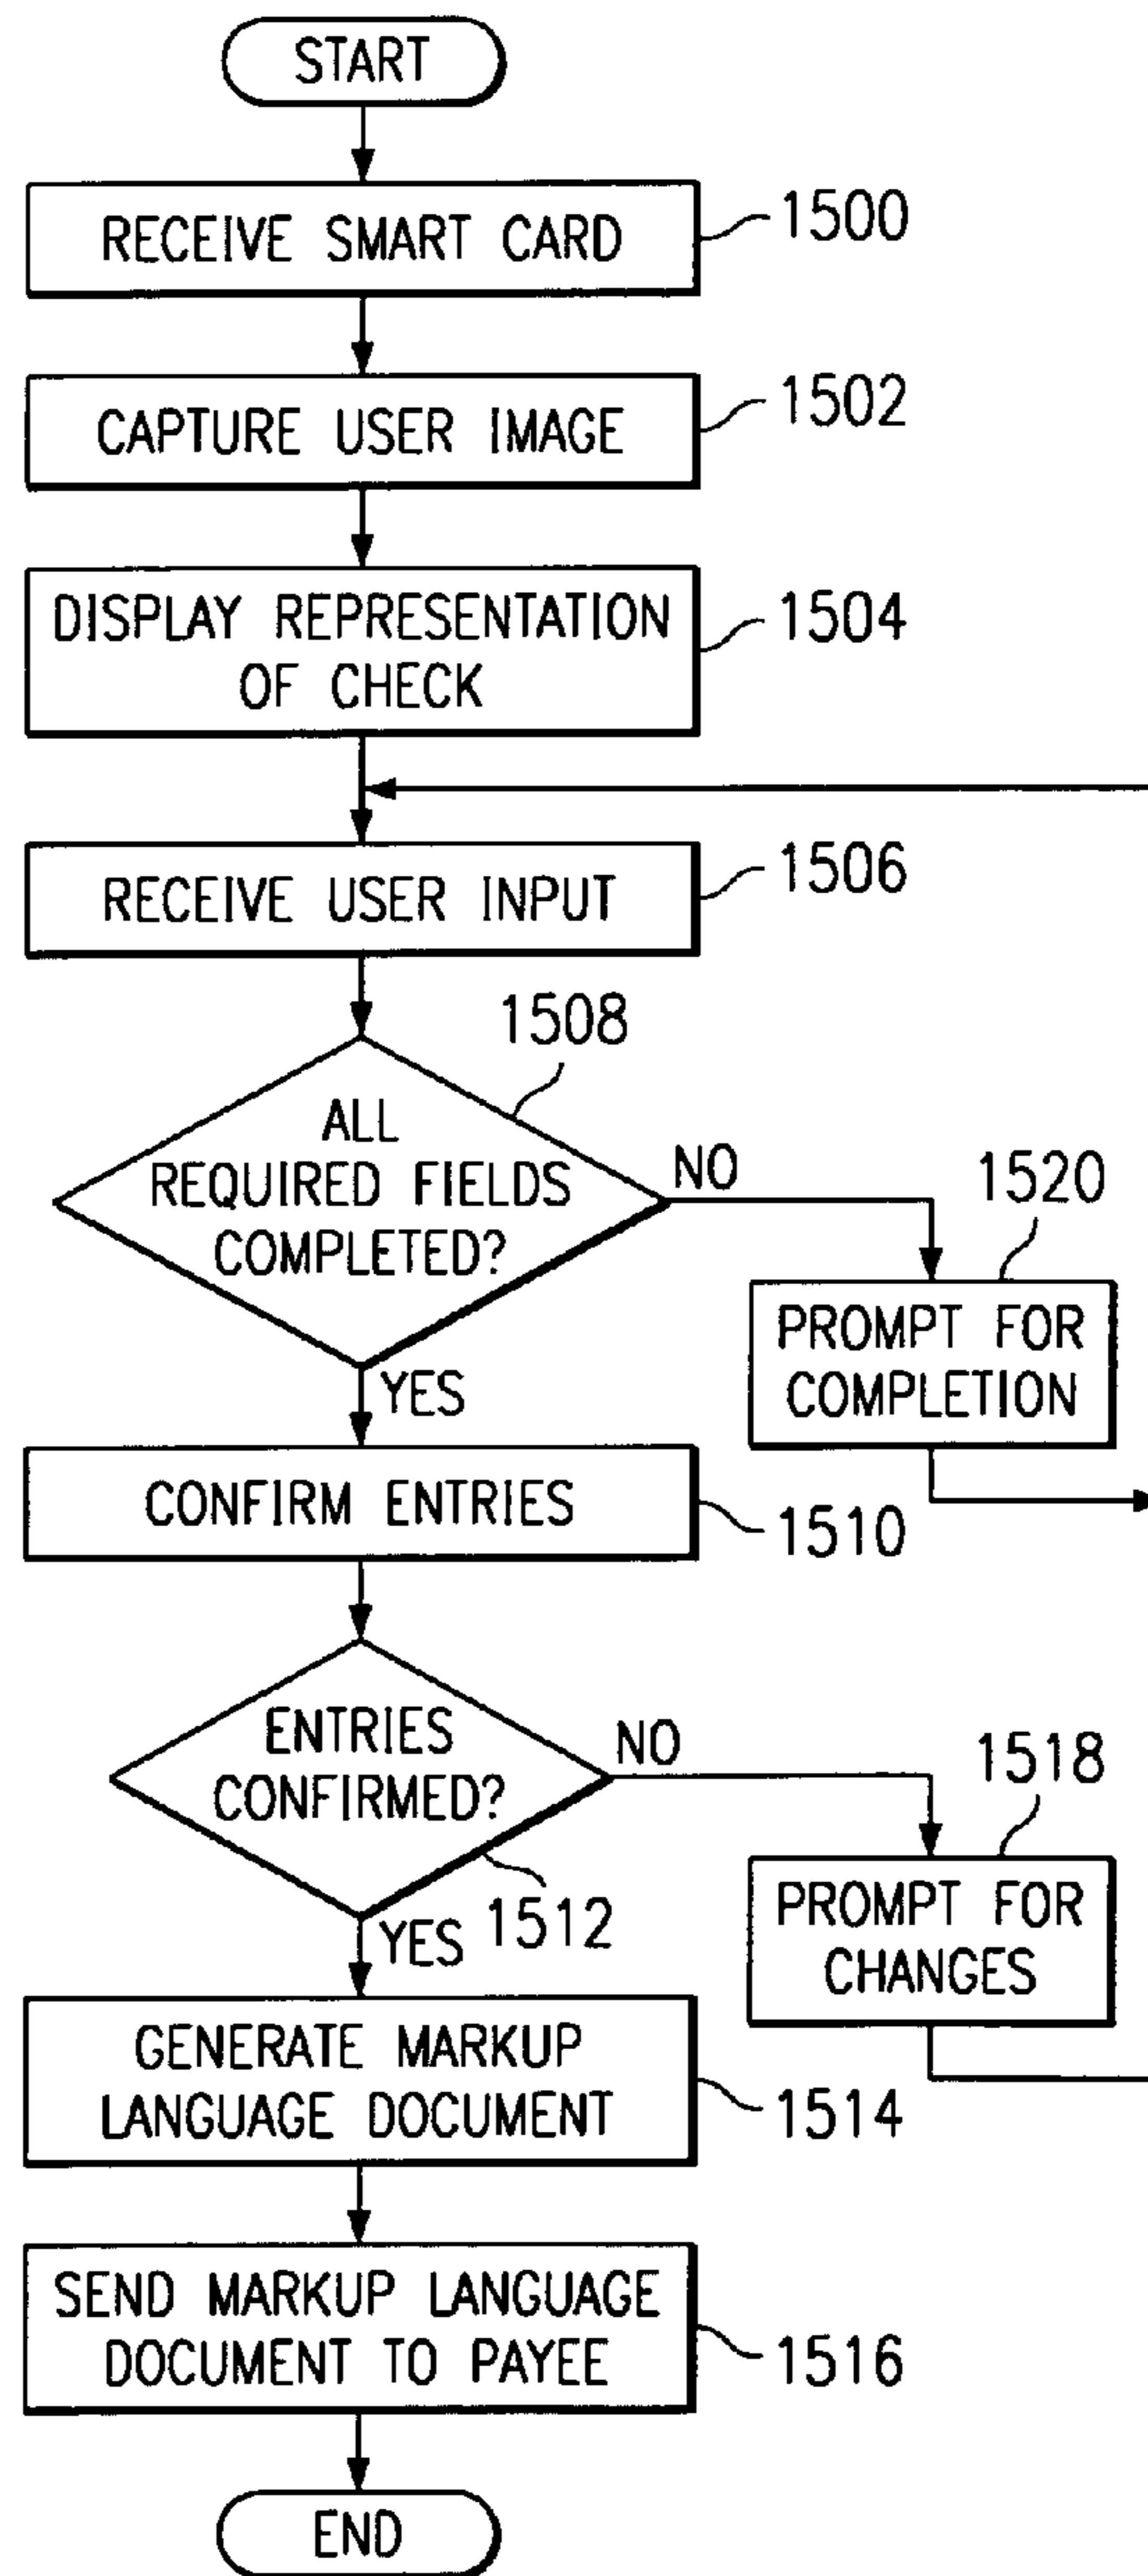 START
RECEIVE SMART CARD
1500
CAPTURE USER IMAGE
1502
DISPLAY REPRESENTATION
OF CHECK
1504
RECEIVE USER INPUT
1506
1508
ALL
REQUIRED FIELDS
COMPLETED?
NO
1520
PROMPT FOR
COMPLETION
YES
CONFIRM ENTRIES
1510
ENTRIES
CONFIRMED?
NO
1518
PROMPT FOR
CHANGES
1512
YES
GENERATE MARKUP
LANGUAGE DOCUMENT
1514
SEND MARKUP LANGUAGE
DOCUMENT TO PAYEE
1516
END